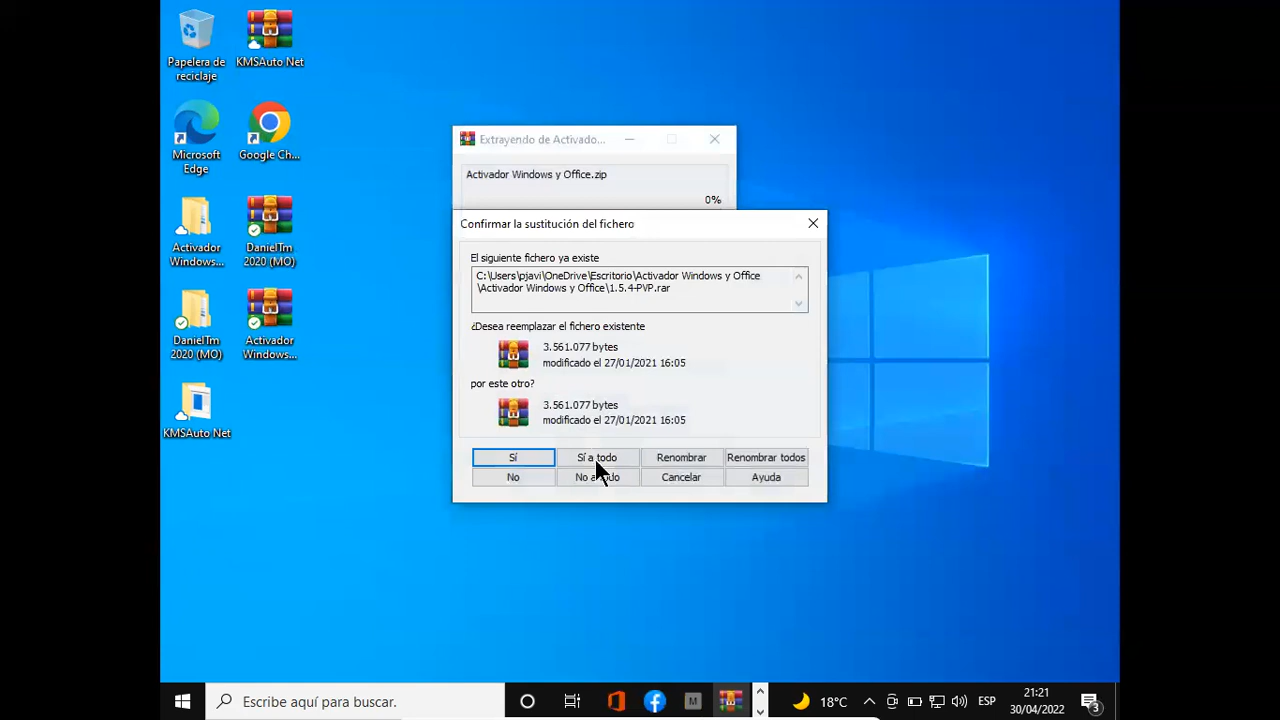 Papelera de
reciclaje
KMSAuto Net
Microsoft
Edge
Google Ch...
Activador
Windows...
DanielTm
2020 (MO)
DanielTm
2020 (MO)
Activador
Windows...
KMSAuto Net
Extrayendo de Activado...
Activador Windows y Office.zip
0%
Confirmar la sustitución del fichero
El siguiente fichero ya existe
C:\Users\pjavi\OneDrive\Escritorio\Activador Windows y Office
\Activador Windows y Office\1.5.4-PVP.rar
¿Desea reemplazar el fichero existente
3.561.077 bytes
modificado el 27/01/2021 16:05
por este otro?
3.561.077 bytes
modificado el 27/01/2021 16:05
Sí Sí a todo Renombrar Renombrar todos
No No a todo Cancelar Ayuda
Escribe aquí para buscar.
M
18°C
ESP
21:21
30/04/2022
3